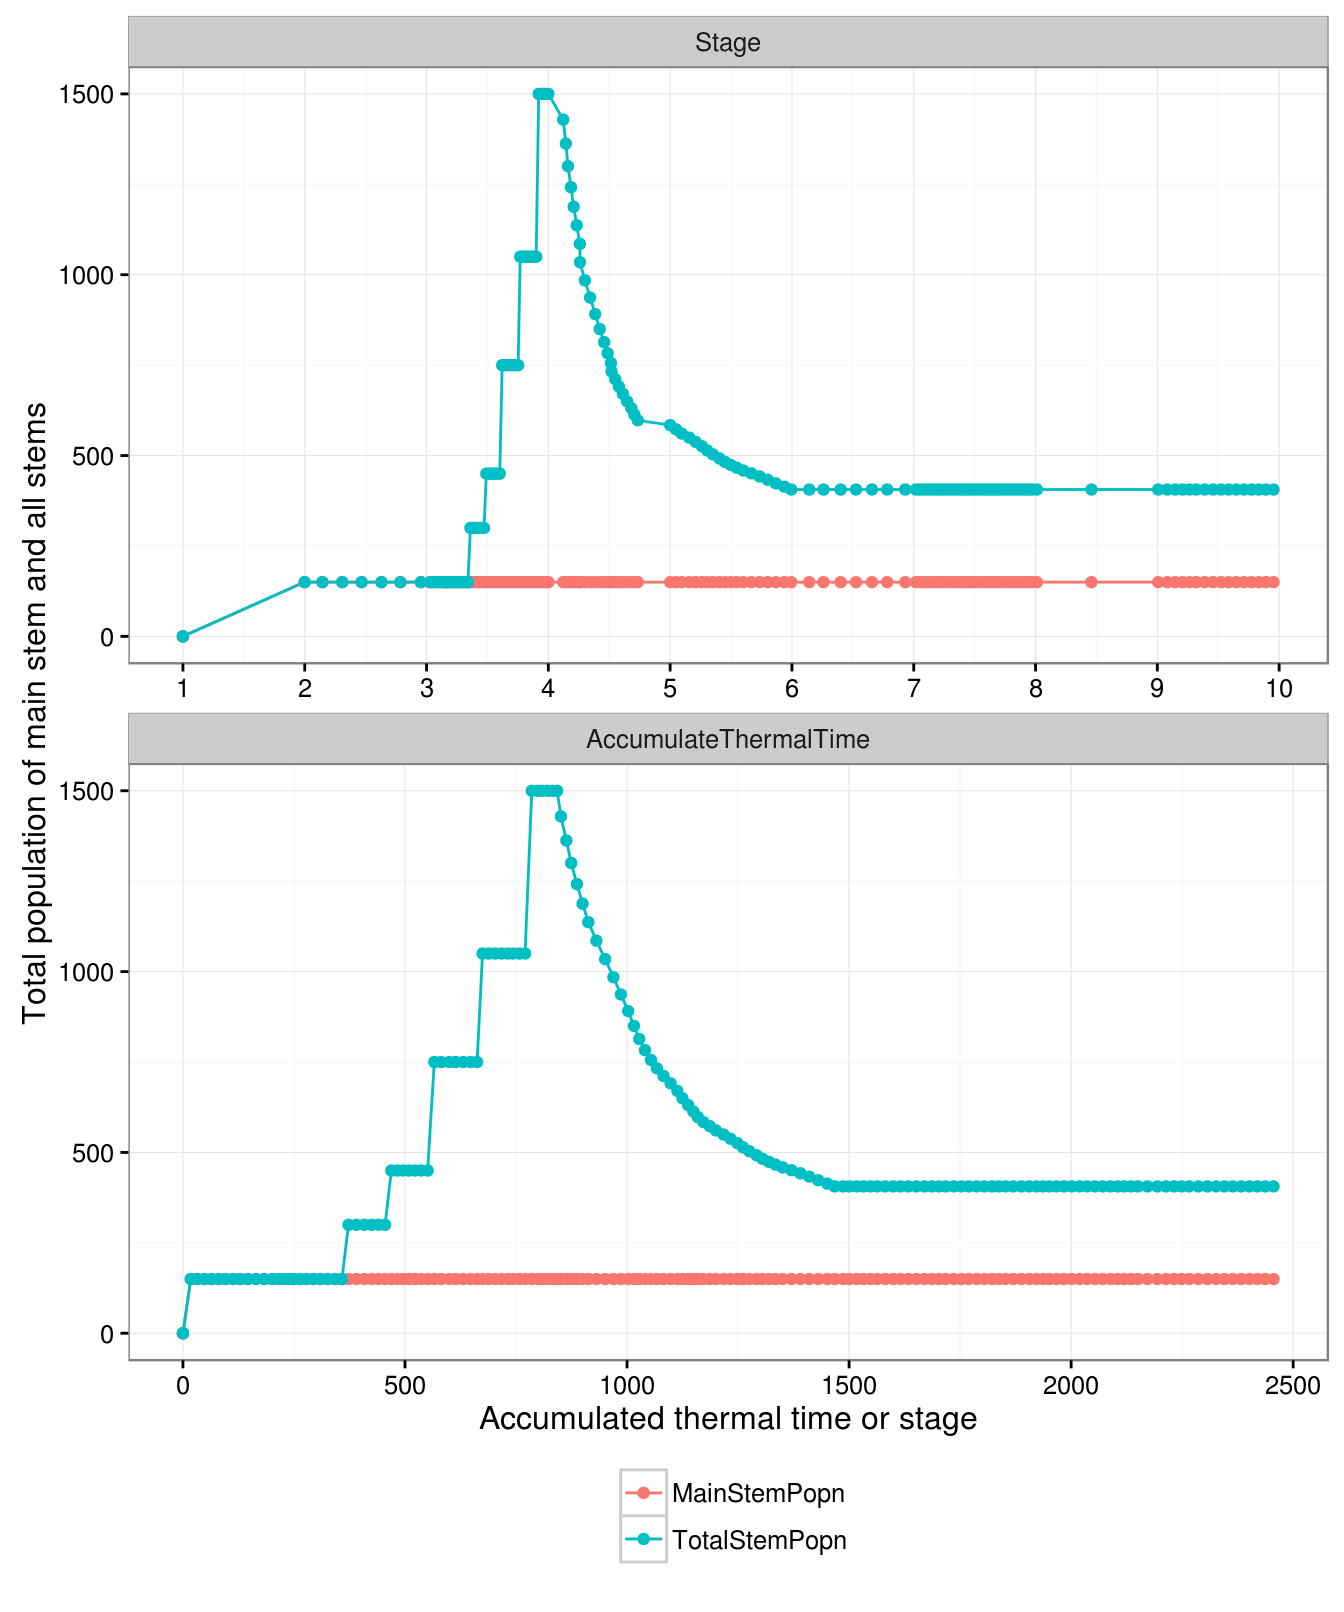 Stage
1500
1000
500
0
1 2 3 4 5 6 7 8 9 10
Total population of main stem and all stems
AccumulateThermalTime
1500
1000
500
0
0 500 1000 1500 2000 2500
Accumulated thermal time or stage
MainStemPopn
TotalStemPopn